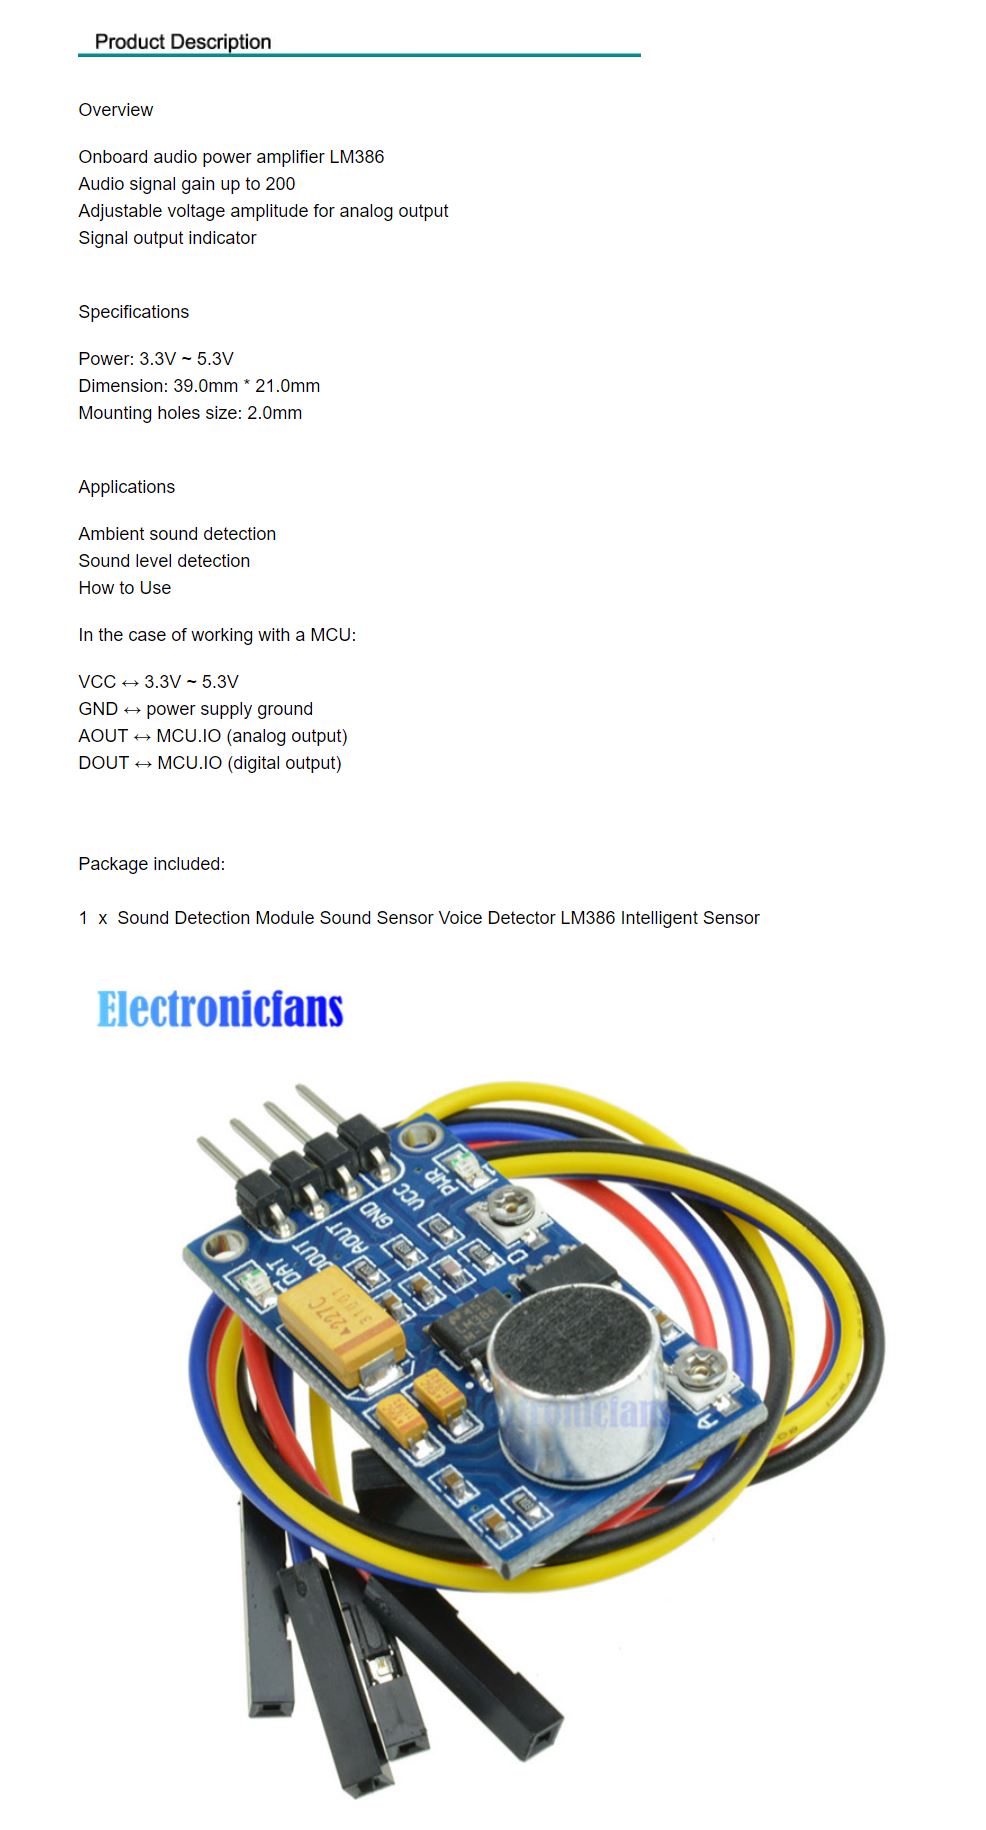 Product Description
Overview
Onboard audio power amplifier LM386
Audio signal gain up to 200
Adjustable voltage amplitude for analog output
Signal output indicator
Specifications
Power: 3.3V ~ 5.3V
Dimension: 39.0mm * 21.0mm
Mounting holes size: 2.0mm
Applications
Ambient sound detection
Sound level detection
How to Use
In the case of working with a MCU:
VCC ↔ 3.3V ~ 5.3V
GND ↔ power supply ground
AOUT ↔ MCU.IO (analog output)
DOUT ↔ MCU.IO (digital output)
Package included:
1 x Sound Detection Module Sound Sensor Voice Detector LM386 Intelligent Sensor
Electronicfans
PWR
VCC
GND
AOUT
DOUT
DAT
D
227C
A